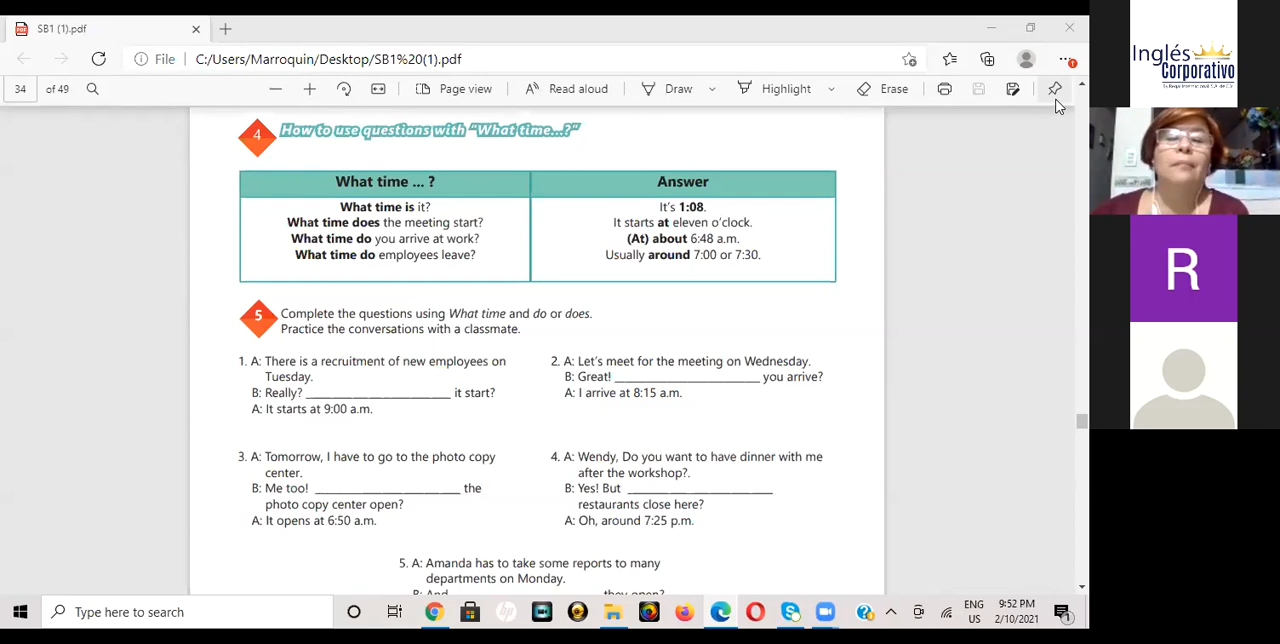 SB1 (1).pdf
File
C:/Users/Marroquin/Desktop/SB1%20(1).pdf
34 of 49
Page view
Read aloud
Draw
Highlight
Erase
4 How to use questions with “What time...?”
What time ... ?
Answer
What time is it?
It’s 1:08.
What time does the meeting start?
It starts at eleven o’clock.
What time do you arrive at work?
(At) about 6:48 a.m.
What time do employees leave?
Usually around 7:00 or 7:30.
5 Complete the questions using What time and do or does.
Practice the conversations with a classmate.
1. A: There is a recruitment of new employees on
Tuesday.
B: Really? ______________________ it start?
A: It starts at 9:00 a.m.
2. A: Let’s meet for the meeting on Wednesday.
B: Great! ______________________ you arrive?
A: I arrive at 8:15 a.m.
3. A: Tomorrow, I have to go to the photo copy
center.
B: Me too! ______________________ the
photo copy center open?
A: It opens at 6:50 a.m.
4. A: Wendy, Do you want to have dinner with me
after the workshop?.
B: Yes! But ______________________
restaurants close here?
A: Oh, around 7:25 p.m.
5. A: Amanda has to take some reports to many
departments on Monday.
B: And ______________________ they open?
Inglés
Corporativo
R
Type here to search
hp
ENG
US
9:52 PM
2/10/2021
1